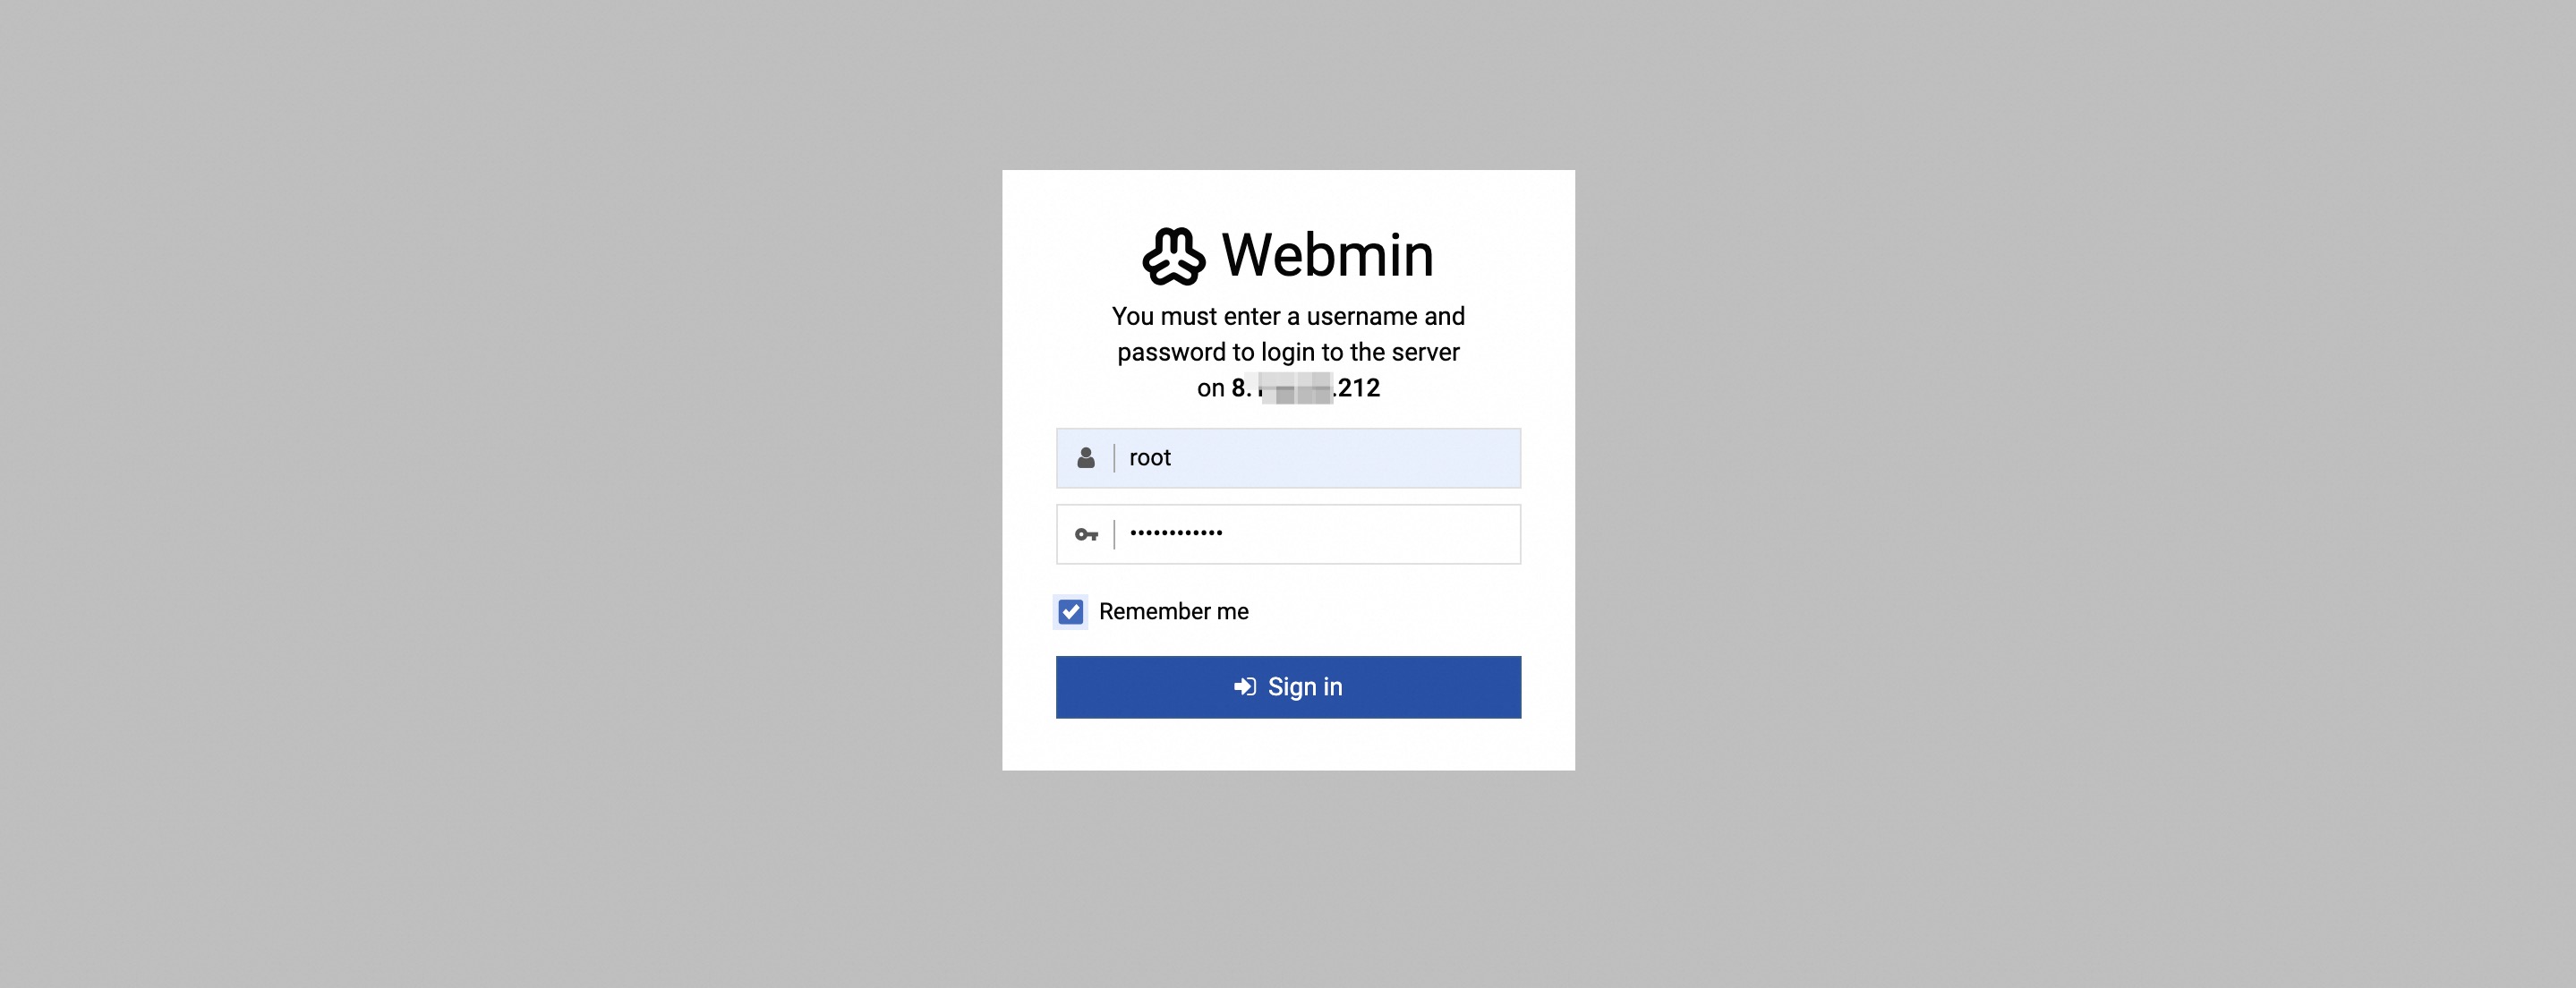 Webmin
You must enter a username and
password to login to the server
on 8. .212
root
••••••••••••
Remember me
Sign in